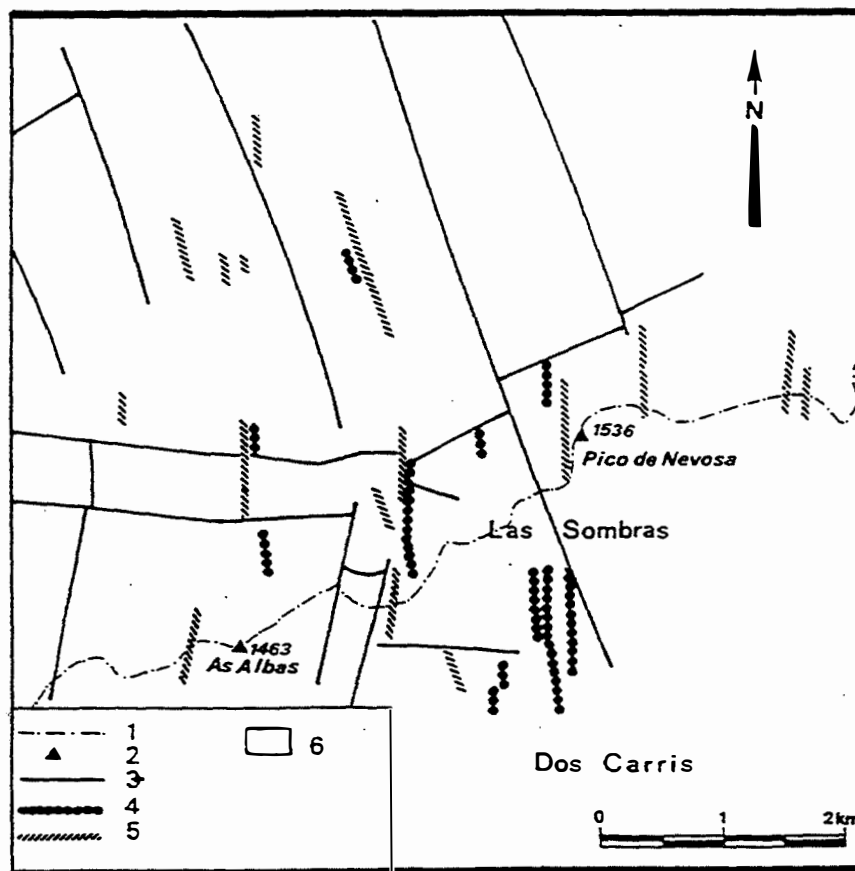 N
1536
Pico de Nevosa
Las Sombras
1463
As Albas
1
2
3
4
5
6
Dos Carris
0 1 2km